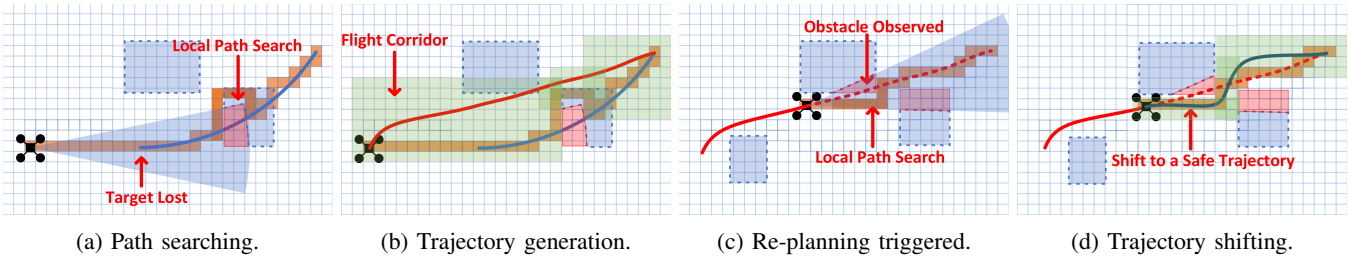 Local Path Search
Target Lost
(a) Path searching.
Flight Corridor
(b) Trajectory generation.
Obstacle Observed
Local Path Search
(c) Re-planning triggered.
Shift to a Safe Trajectory
(d) Trajectory shifting.